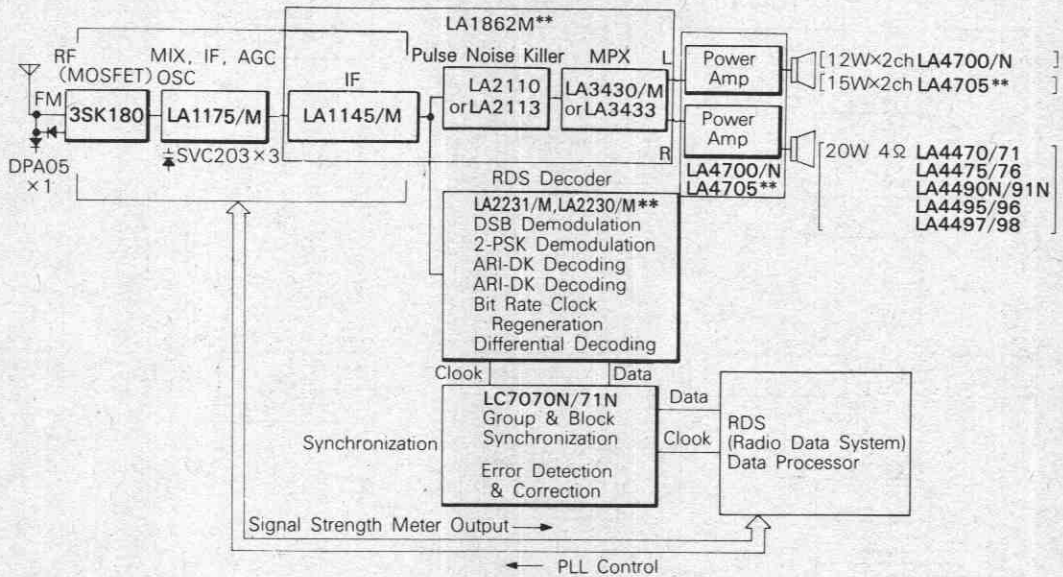 LA1862M**
RF
(MOSFET)
MIX, IF, AGC
OSC
IF
Pulse Noise Killer
MPX
L
R
FM
3SK180
LA1175/M
LA1145/M
LA2110
or LA2113
LA3430/M
or LA3433
DPA05
×1
SVC203×3
Power
Amp
Power
Amp
LA4700/N
LA4705**
[12W×2ch LA4700/N ]
[15W×2ch LA4705** ]
20W 4Ω LA4470/71
LA4475/76
LA4490N/91N
LA4495/96
LA4497/98
RDS Decoder
LA2231/M, LA2230/M**
DSB Demodulation
2-PSK Demodulation
ARI-DK Decoding
ARI-DK Decoding
Bit Rate Clock
Regeneration
Differential Decoding
Clook
Data
Synchronization
LC7070N/71N
Group & Block
Synchronization
Error Detection
& Correction
Data
Clook
RDS
(Radio Data System)
Data Processor
Signal Strength Meter Output
PLL Control